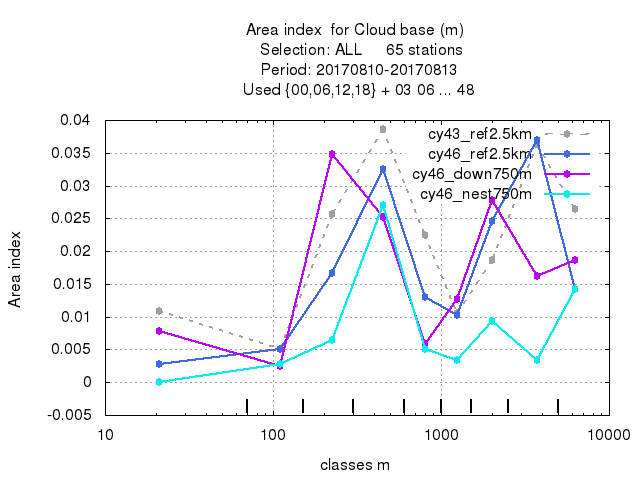 Area index  for Cloud base (m)
Selection: ALL     65 stations
Period: 20170810-20170813
Used {00,06,12,18} + 03 06 ... 48
0.04
0.035
0.03
0.025
0.02
0.015
0.01
0.005
0
-0.005
Area index
cy43_ref2.5km
cy46_ref2.5km
cy46_down750m
cy46_nest750m
10
100
1000
10000
classes m